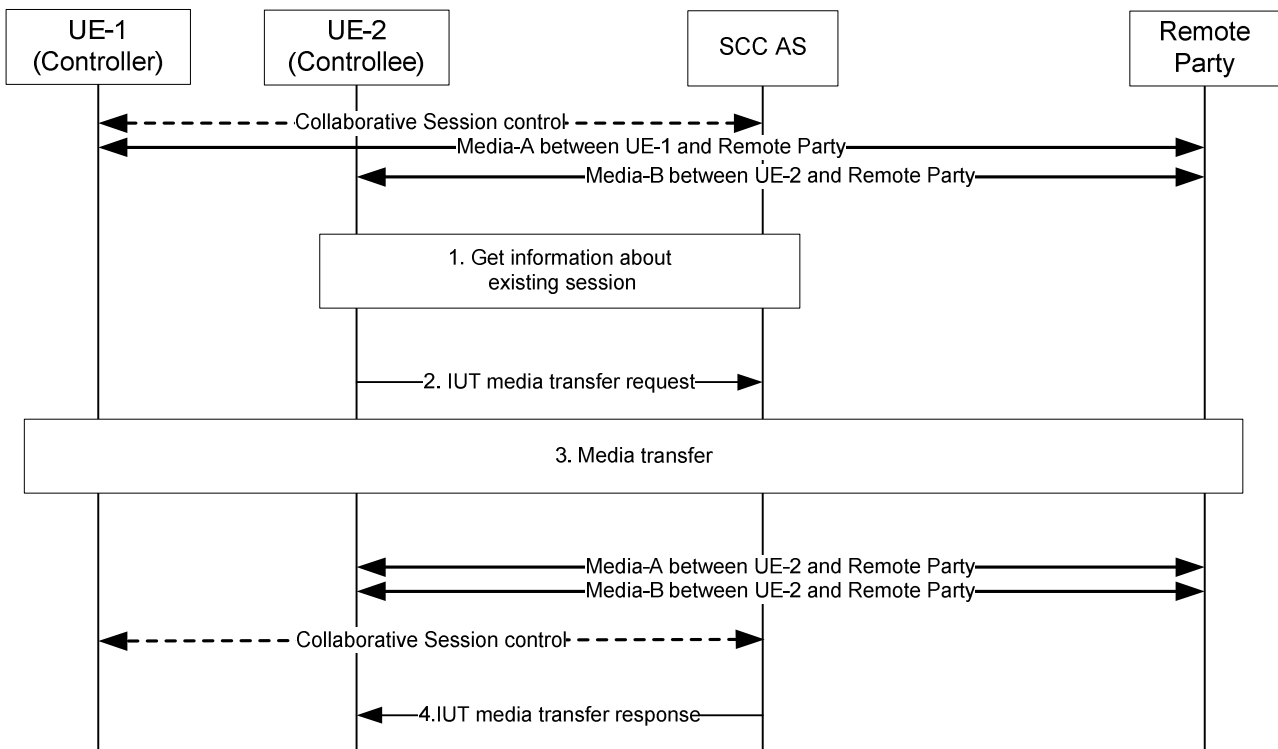 UE-1
(Controller)
UE-2
(Controllee)
SCC AS
Remote
Party
Collaborative Session control
Media-A between UE-1 and Remote Party
Media-B between UE-2 and Remote Party
1. Get information about
existing session
2. IUT media transfer request
3. Media transfer
Media-A between UE-2 and Remote Party
Media-B between UE-2 and Remote Party
Collaborative Session control
4.IUT media transfer response